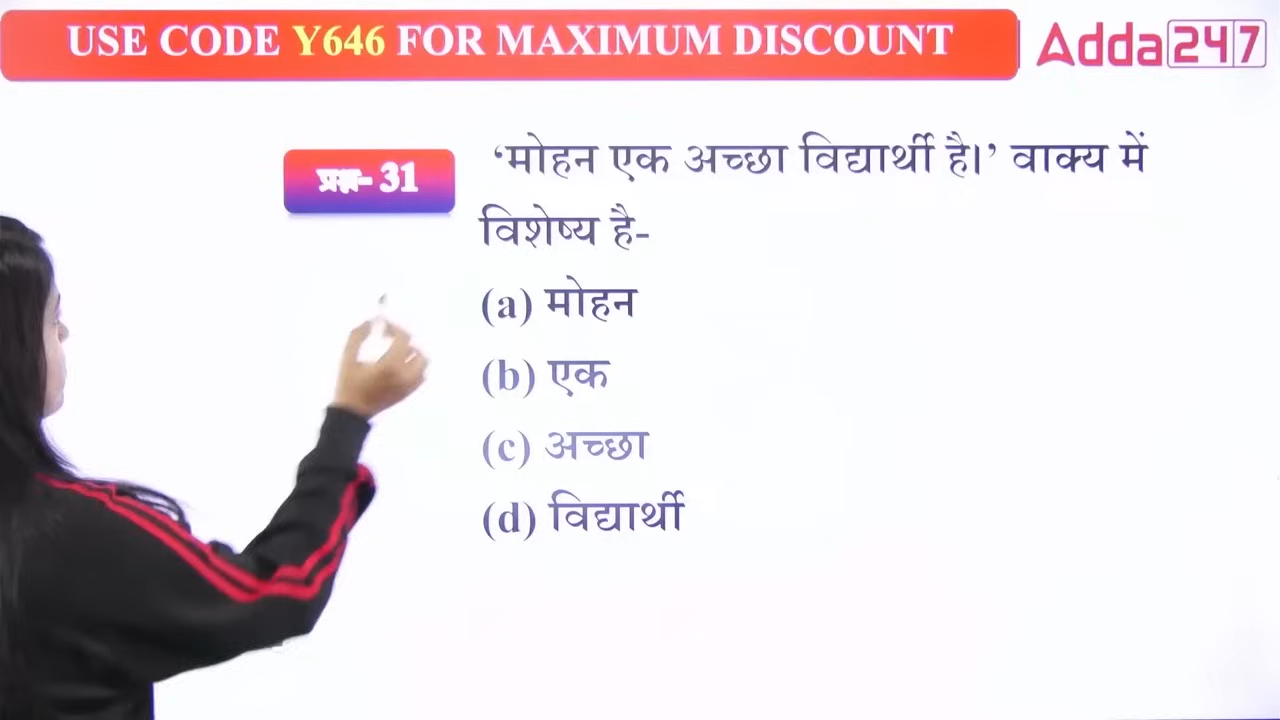 USE CODE Y646 FOR MAXIMUM DISCOUNT
Adda247
प्रश्न- 31
‘मोहन एक अच्छा विद्यार्थी है।’ वाक्य में
विशेष्य है-
(a) मोहन
(b) एक
(c) अच्छा
(d) विद्यार्थी